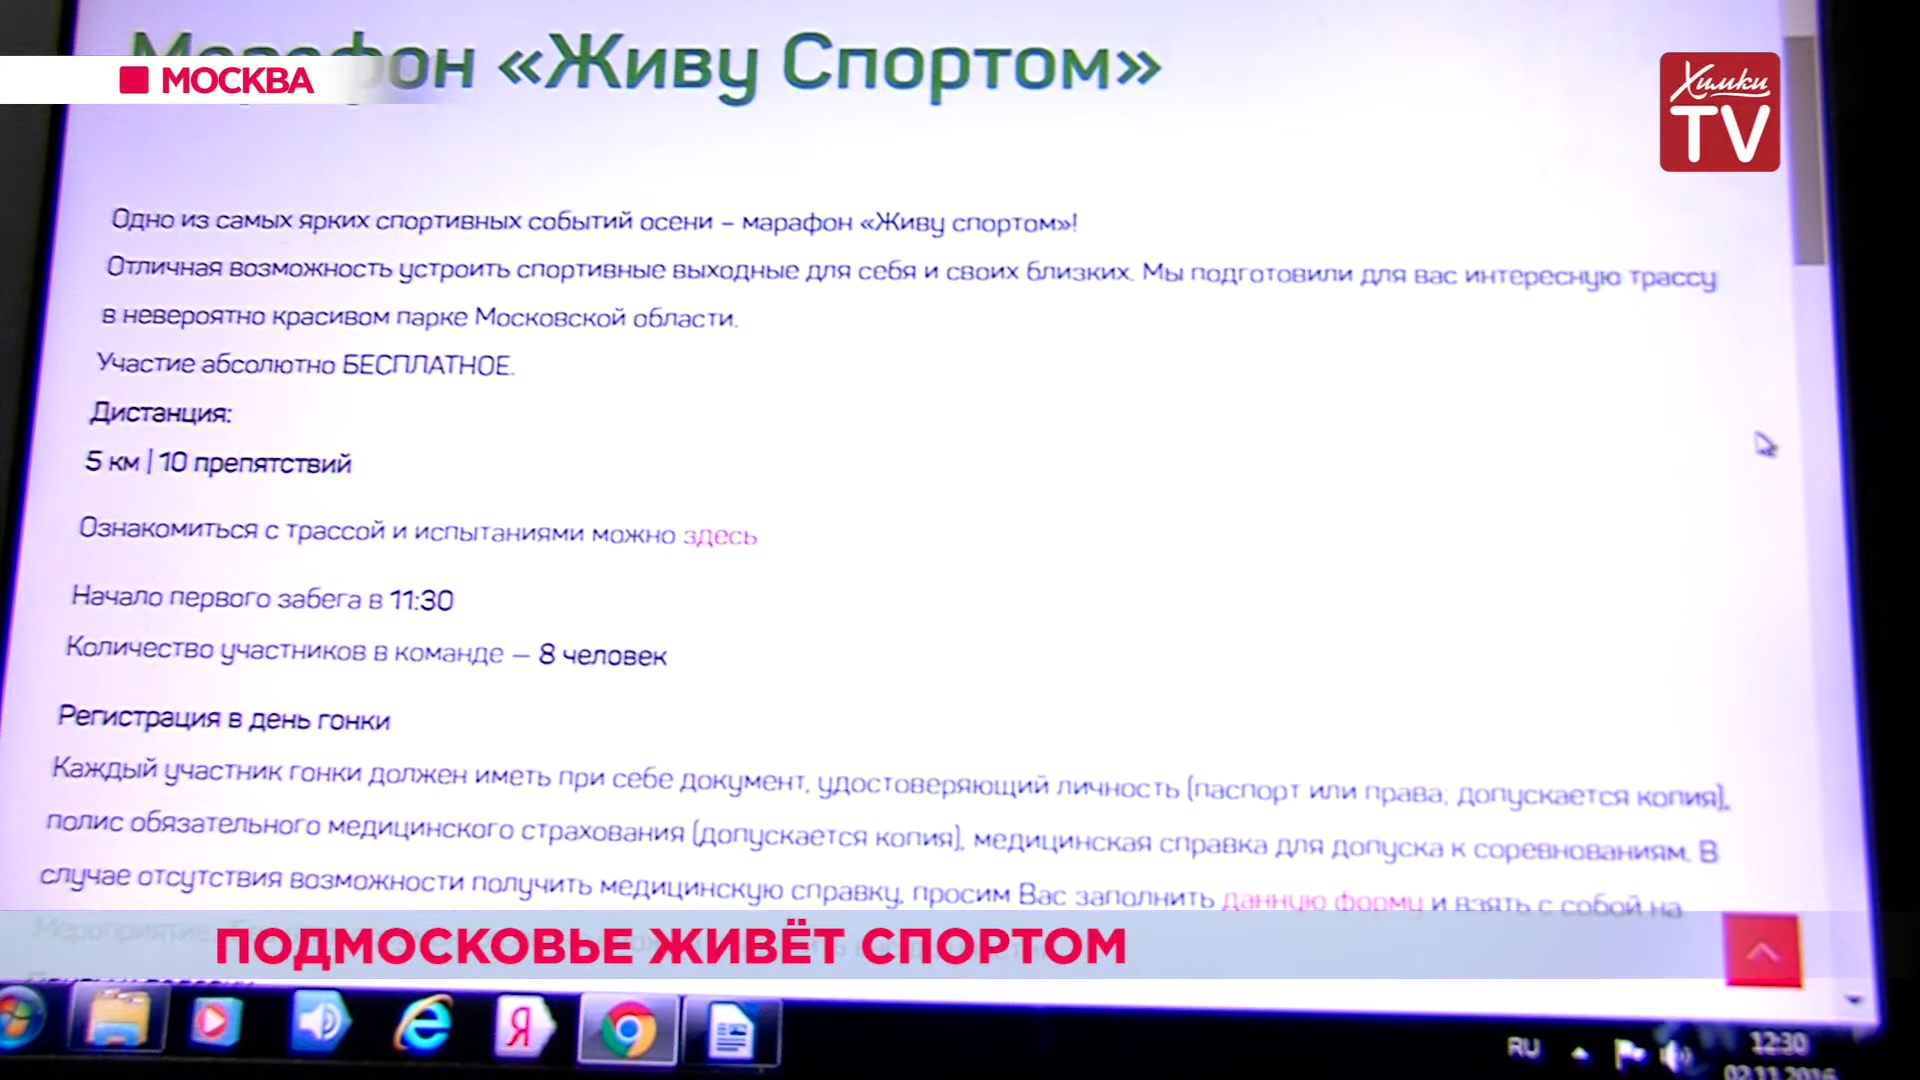 Марафон «Живу Спортом»
МОСКВА
Химки
TV
Одно из самых ярких спортивных событий осени – марафон «Живу спортом»!
Отличная возможность устроить спортивные выходные для себя и своих близких. Мы подготовили для вас интересную трассу
в невероятно красивом парке Московской области.
Участие абсолютно БЕСПЛАТНОЕ.
Дистанция:
5 км | 10 препятствий
Ознакомиться с трассой и испытаниями можно здесь
Начало первого забега в 11:30
Количество участников в команде — 8 человек
Регистрация в день гонки
Каждый участник гонки должен иметь при себе документ, удостоверяющий личность (паспорт или права; допускается копия),
полис обязательного медицинского страхования (допускается копия), медицинская справка для допуска к соревнованиям. В
случае отсутствия возможности получить медицинскую справку, просим Вас заполнить данную форму и взять с собой на
Мероприятие
ПОДМОСКОВЬЕ ЖИВЁТ СПОРТОМ
Я
RU
12:30
02.11.2016